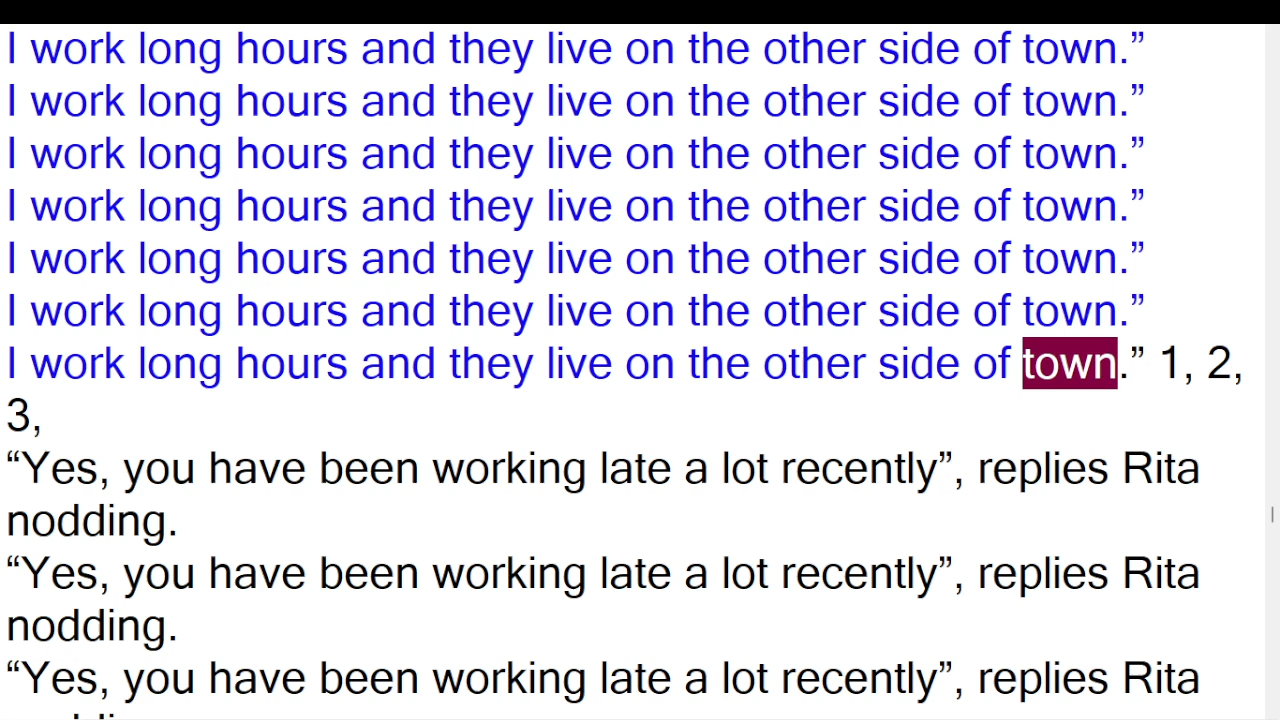 I work long hours and they live on the other side of town.”
I work long hours and they live on the other side of town.”
I work long hours and they live on the other side of town.”
I work long hours and they live on the other side of town.”
I work long hours and they live on the other side of town.”
I work long hours and they live on the other side of town.”
I work long hours and they live on the other side of town.” 1, 2,
3,
“Yes, you have been working late a lot recently”, replies Rita
nodding.
“Yes, you have been working late a lot recently”, replies Rita
nodding.
“Yes, you have been working late a lot recently”, replies Rita